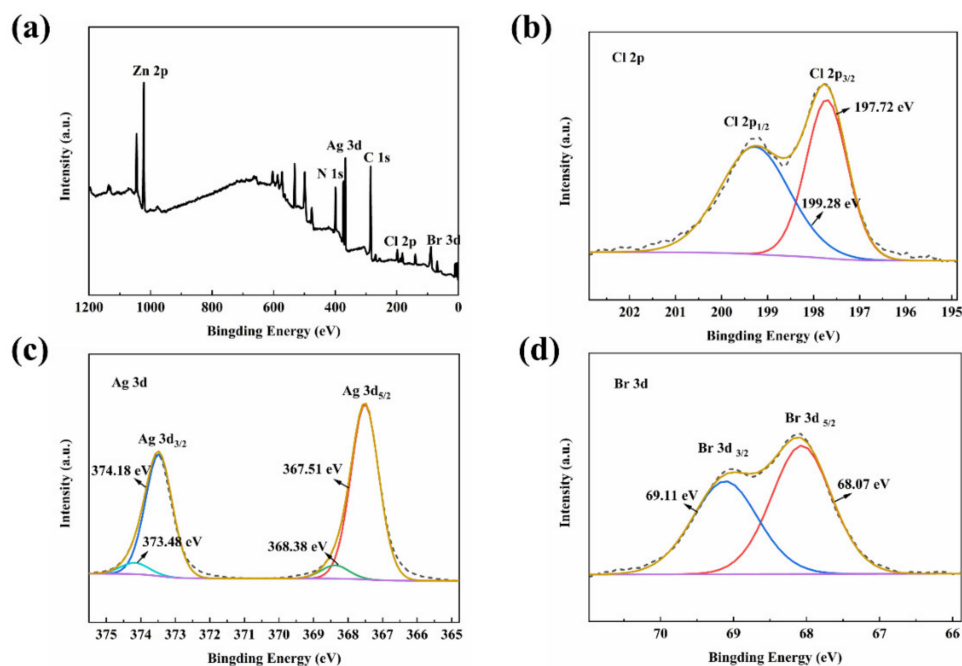 (a)
Zn 2p
N 1s
Ag 3d
C 1s
Cl 2p
Br 3d
Intensity (a.u.)
1200 1000 800 600 400 200 0
Bingding Energy (eV)
(b)
Cl 2p
Cl 2p3/2
197.72 eV
Cl 2p1/2
199.28 eV
Intensity (a.u.)
202 201 200 199 198 197 196 195
Bingding Energy (eV)
(c)
Ag 3d
Ag 3d5/2
Ag 3d3/2
374.18 eV
367.51 eV
373.48 eV
368.38 eV
Intensity (a.u.)
375 374 373 372 371 370 369 368 367 366 365
Bingding Energy (eV)
(d)
Br 3d
Br 3d 5/2
Br 3d 3/2
69.11 eV
68.07 eV
Intensity (a.u.)
70 69 68 67 66
Bingding Energy (eV)